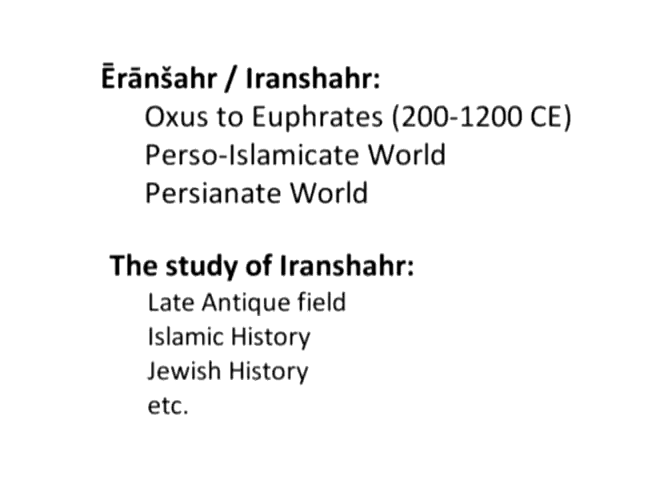 Ērānšahr / Iranshahr:
Oxus to Euphrates (200-1200 CE)
Perso-Islamicate World
Persianate World
The study of Iranshahr:
Late Antique field
Islamic History
Jewish History
etc.